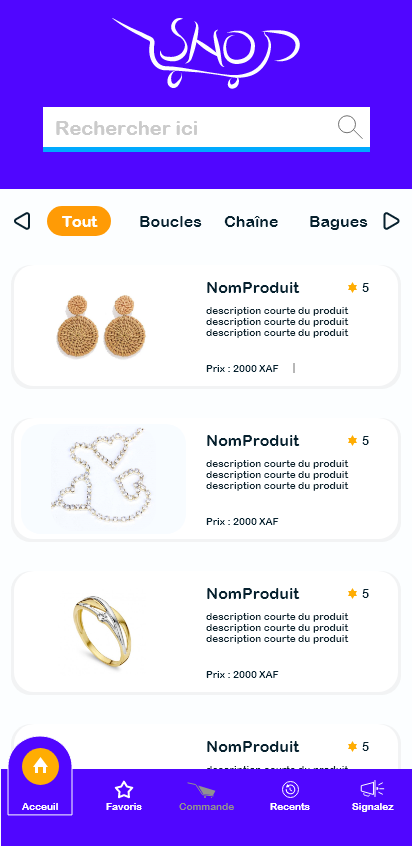 SHOP
Rechercher ici
Tout Boucles Chaîne Bagues
NomProduit 5
description courte du produit
description courte du produit
description courte du produit
Prix : 2000 XAF |
NomProduit 5
description courte du produit
description courte du produit
description courte du produit
Prix : 2000 XAF
NomProduit 5
description courte du produit
description courte du produit
description courte du produit
Prix : 2000 XAF
NomProduit 5
description courte du produit
Acceuil Favoris Commande Recents Signalez